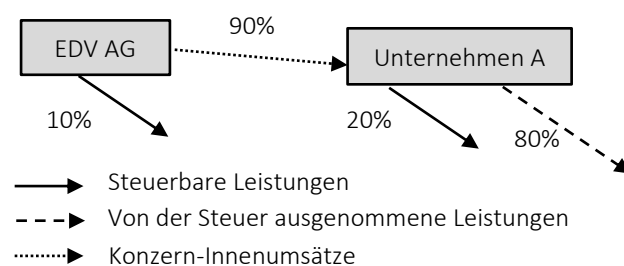 90%
EDV AG
Unternehmen A
10%
20%
80%
Steuerbare Leistungen
Von der Steuer ausgenommene Leistungen
Konzern-Innenumsätze